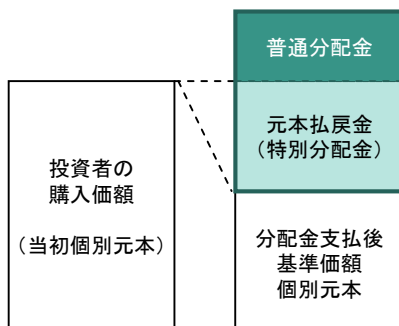 普通分配金
元本払戻金
（特別分配金）
投資者の
購入価額
（当初個別元本）
分配金支払後
基準価額
個別元本